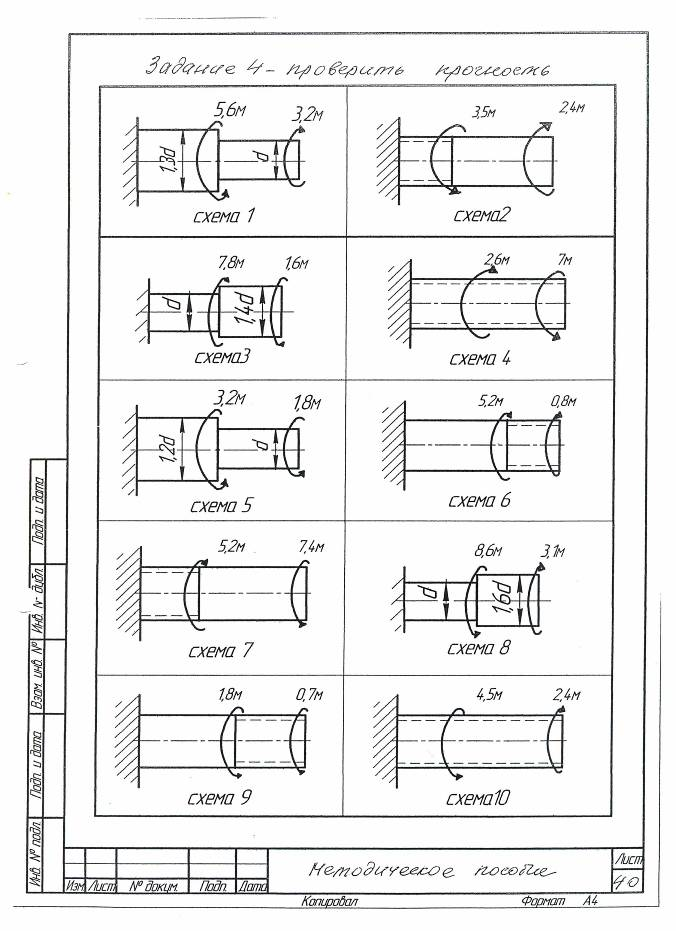 Задание 4 - проверить прочность
5,6м
3,2м
1,3d
d
схема 1
3,5м
2,4м
схема2
7,8м
1,6м
d
1,4d
схема3
2,6м
7м
схема 4
3,2м
1,8м
1,2d
d
схема 5
5,2м
0,8м
схема 6
5,2м
7,4м
схема 7
8,6м
3,1м
d
1,6d
схема 8
1,8м
0,7м
схема 9
4,5м
2,4м
схема10
Подп. и дата
Инв. № дубл.
Взам. инв. №
Подп. и дата
Инв. № подл.
Изм
Лист
№ докум.
Подп.
Дата
Методическое пособие
Лист
40
Копировал
Формат А4